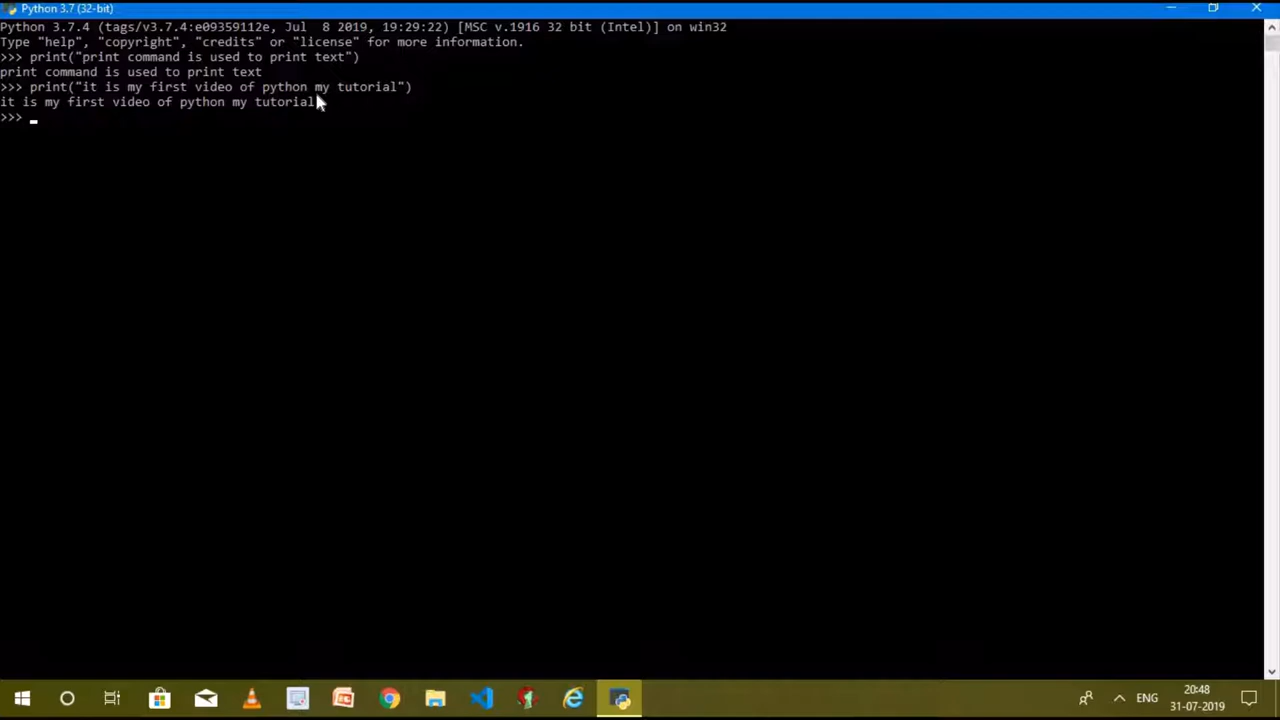 Python 3.7 (32-bit)
Python 3.7.4 (tags/v3.7.4:e09359112e, Jul  8 2019, 19:29:22) [MSC v.1916 32 bit (Intel)] on win32
Type "help", "copyright", "credits" or "license" for more information.
>>> print("print command is used to print text")
print command is used to print text
>>> print("it is my first video of python my tutorial")
it is my first video of python my tutorial
>>>
ENG
20:48
31-07-2019